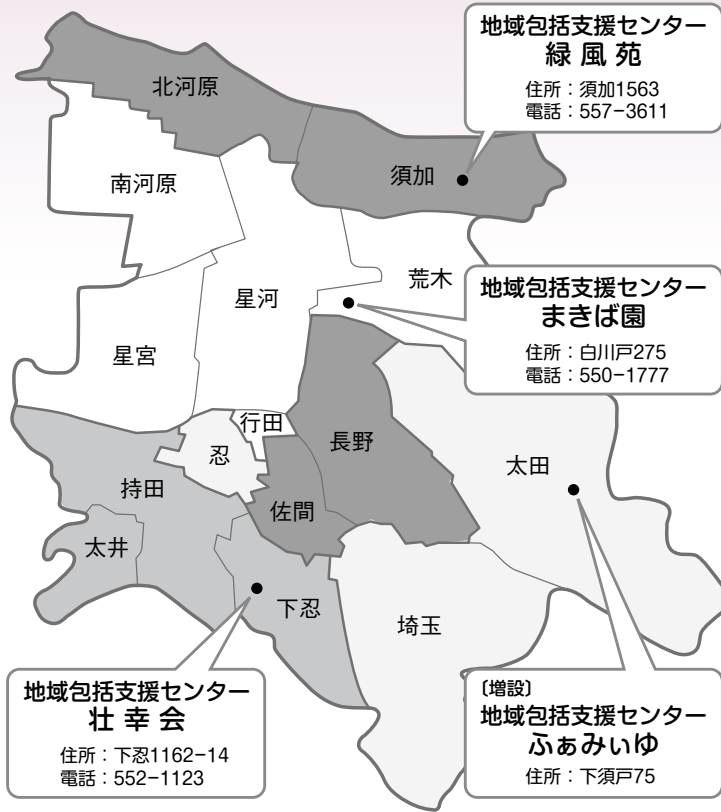 地域包括支援センター
緑風苑
住所：須加1563
電話：557−3611
北河原
須加
南河原
荒木
星河
地域包括支援センター
まきば園
住所：白川戸275
電話：550−1777
星宮
行田
忍
長野
太田
持田
佐間
太井
下忍
埼玉
地域包括支援センター
壮幸会
住所：下忍1162−14
電話：552−1123
〔増設〕
地域包括支援センター
ふぁみぃゆ
住所：下須戸75